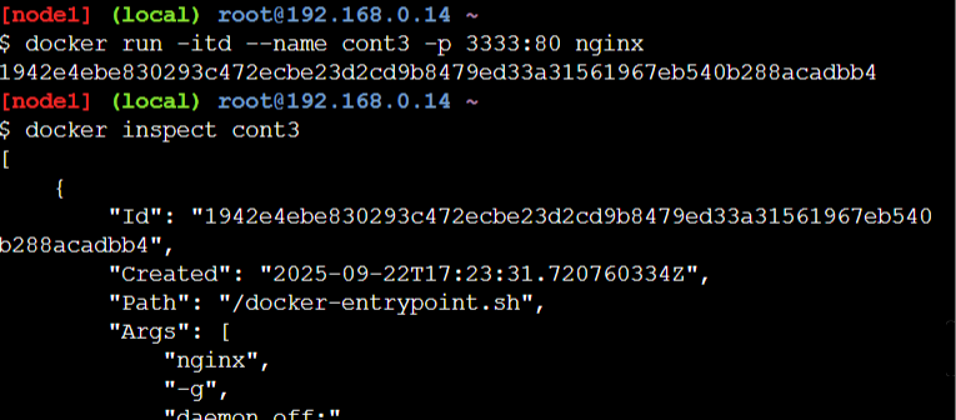 [node1] (local) root@192.168.0.14 ~
$ docker run -itd --name cont3 -p 3333:80 nginx
1942e4ebe830293c472ecbe23d2cd9b8479ed33a31561967eb540b288acadbb4
[node1] (local) root@192.168.0.14 ~
$ docker inspect cont3
[
    {
        "Id": "1942e4ebe830293c472ecbe23d2cd9b8479ed33a31561967eb540
b288acadbb4",
        "Created": "2025-09-22T17:23:31.720760334Z",
        "Path": "/docker-entrypoint.sh",
        "Args": [
            "nginx",
            "-g",
            "daemon off;"